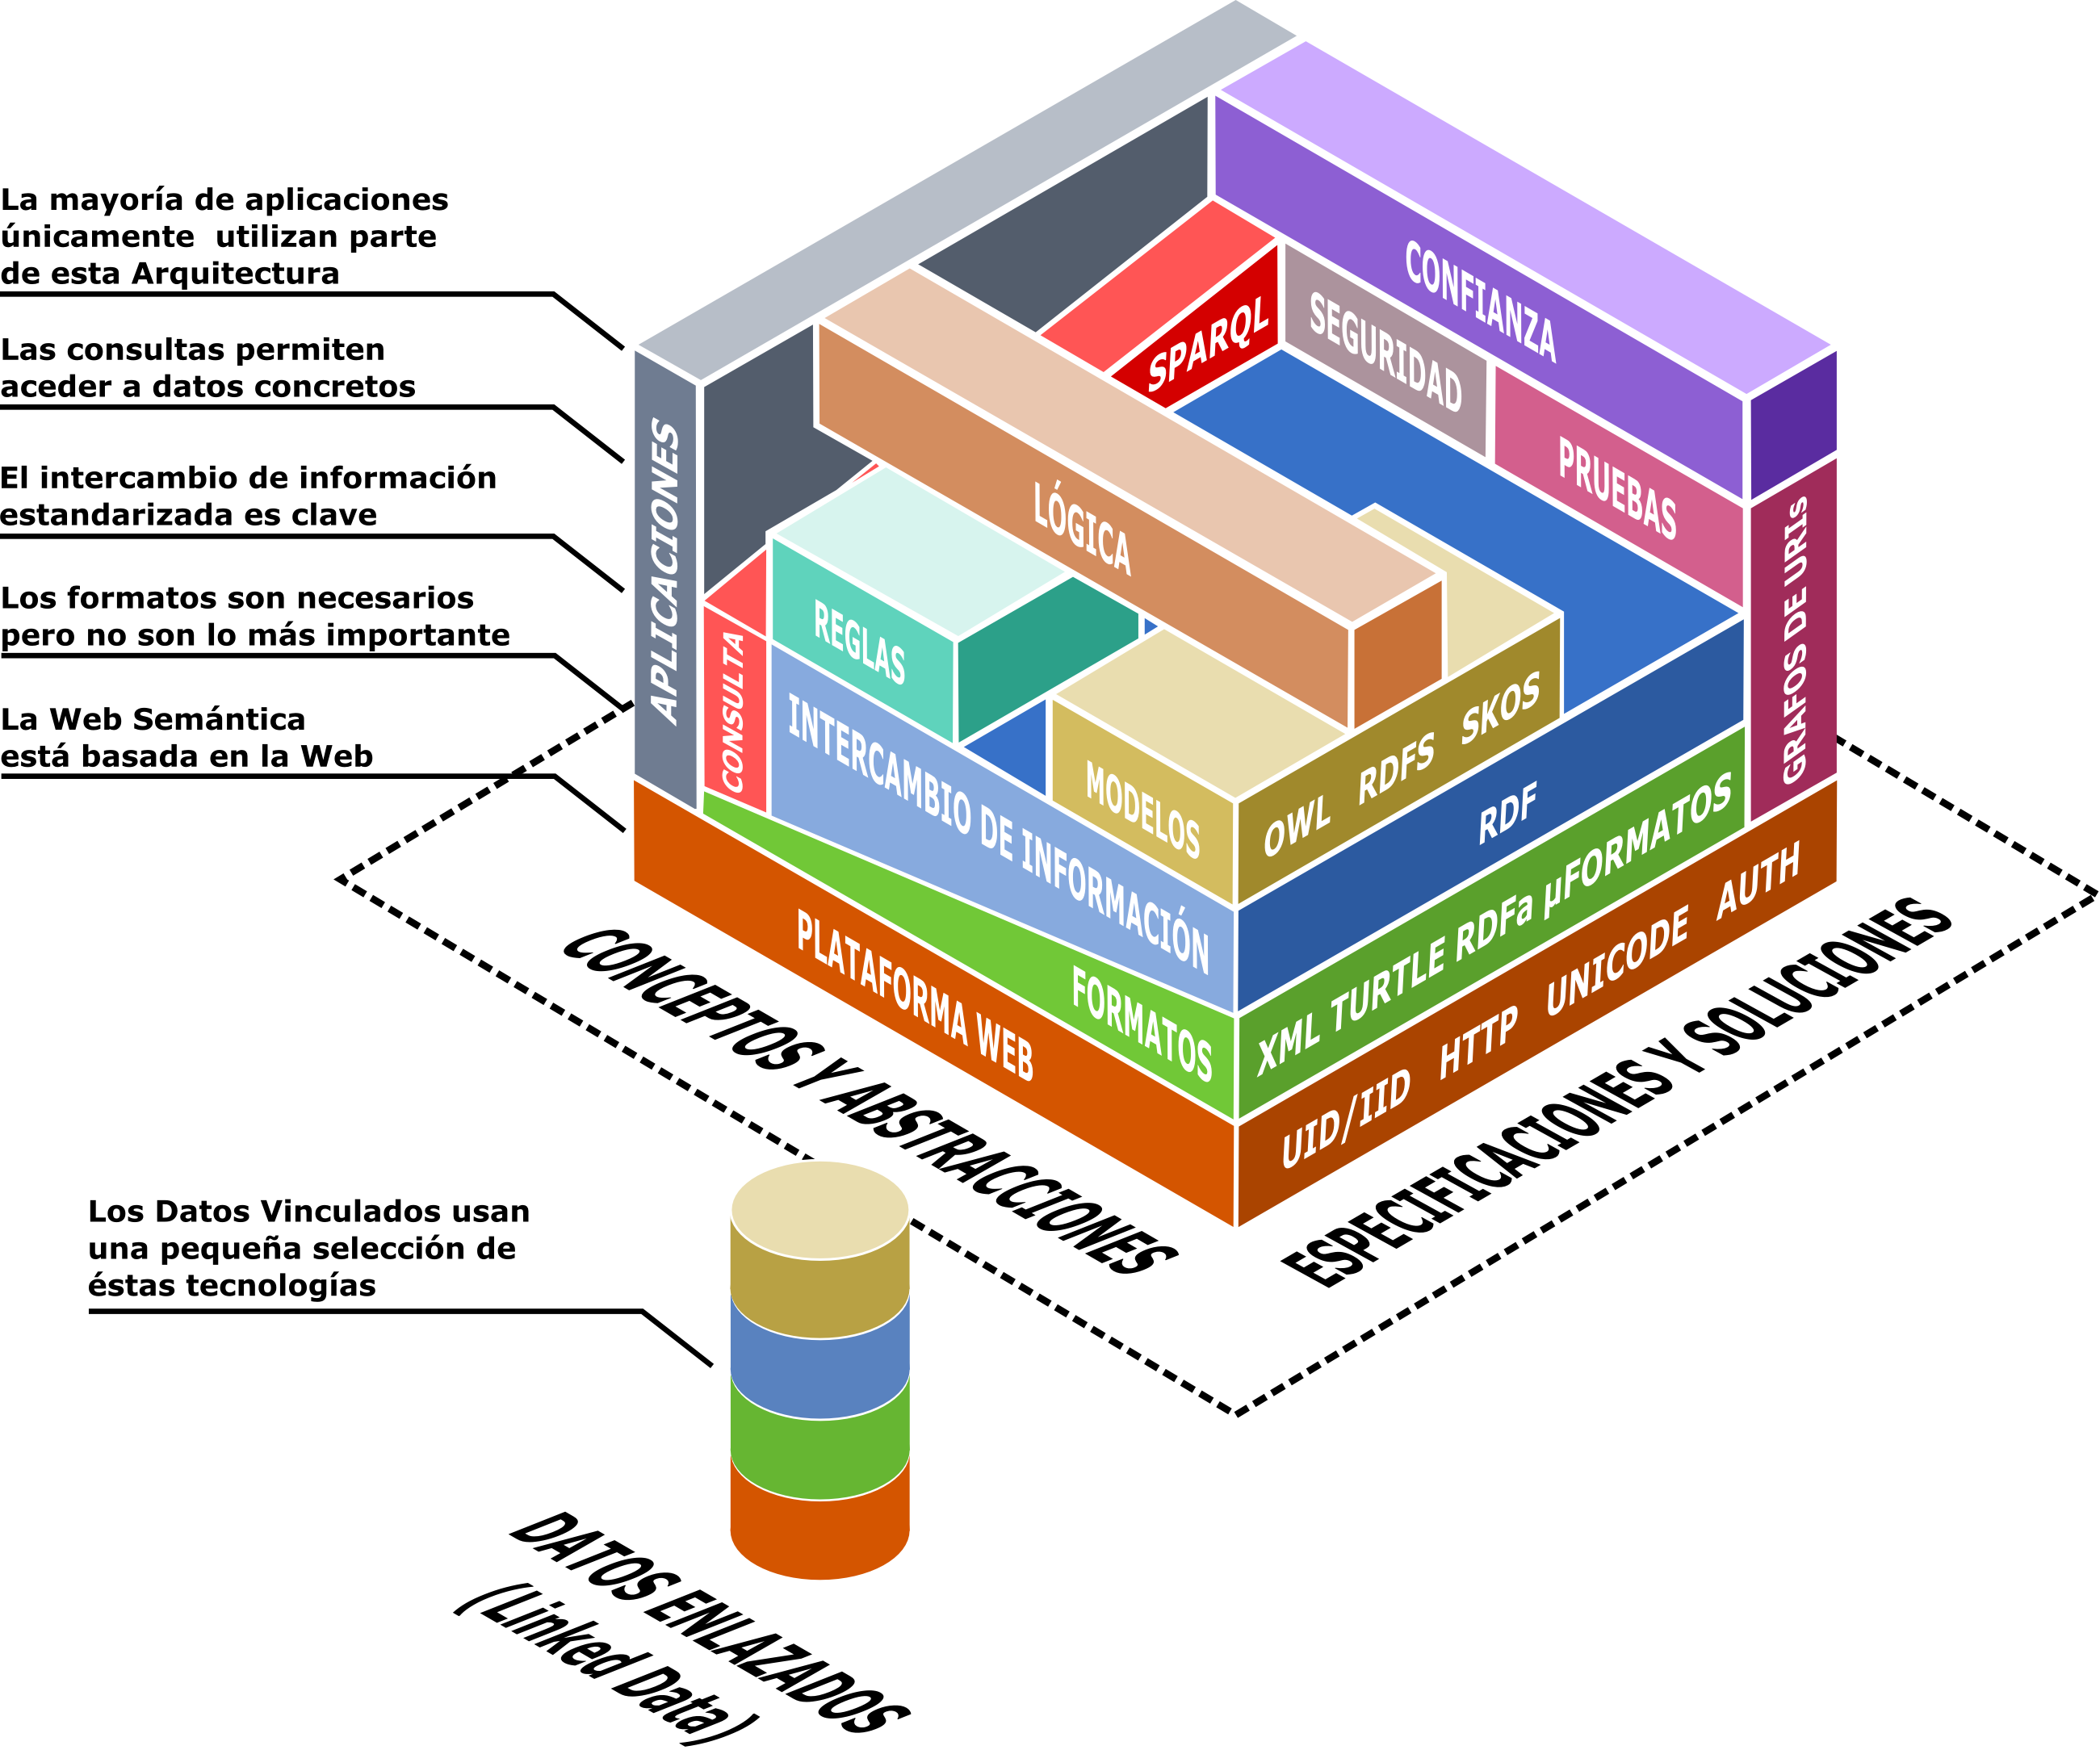 La mayoría de aplicaciones
únicamente  utilizan parte
de esta Arquitectura
Las consultas permiten
aceder a datos concretos
El intercambio de información
estandarizada es clave
Los formatos son necesarios
pero no son lo más importante
La Web Semántica
está basada en la Web
APLICACIONES
CONFIANZA
SPARQL
SEGURIDAD
PRUEBAS
LÓGICA
REGLAS
GRAFOS DE URIs
CONSULTA
INTERCAMBIO DE INFORMACIÓN
MODELOS
OWL RDFS SKOS
RDF
FORMATOS
XML TURTLE RDFa µFORMATOS
PLATAFORMA WEB
UID/IID HTTP UNICODE AUTH
CONCEPTOS Y ABSTRACCIONES
ESPECIFICACIONES Y SOLUCIONES
Los Datos Vinculados usan
una pequeña selección de
éstas tecnologías
DATOS ENLAZADOS
(Linked Data)